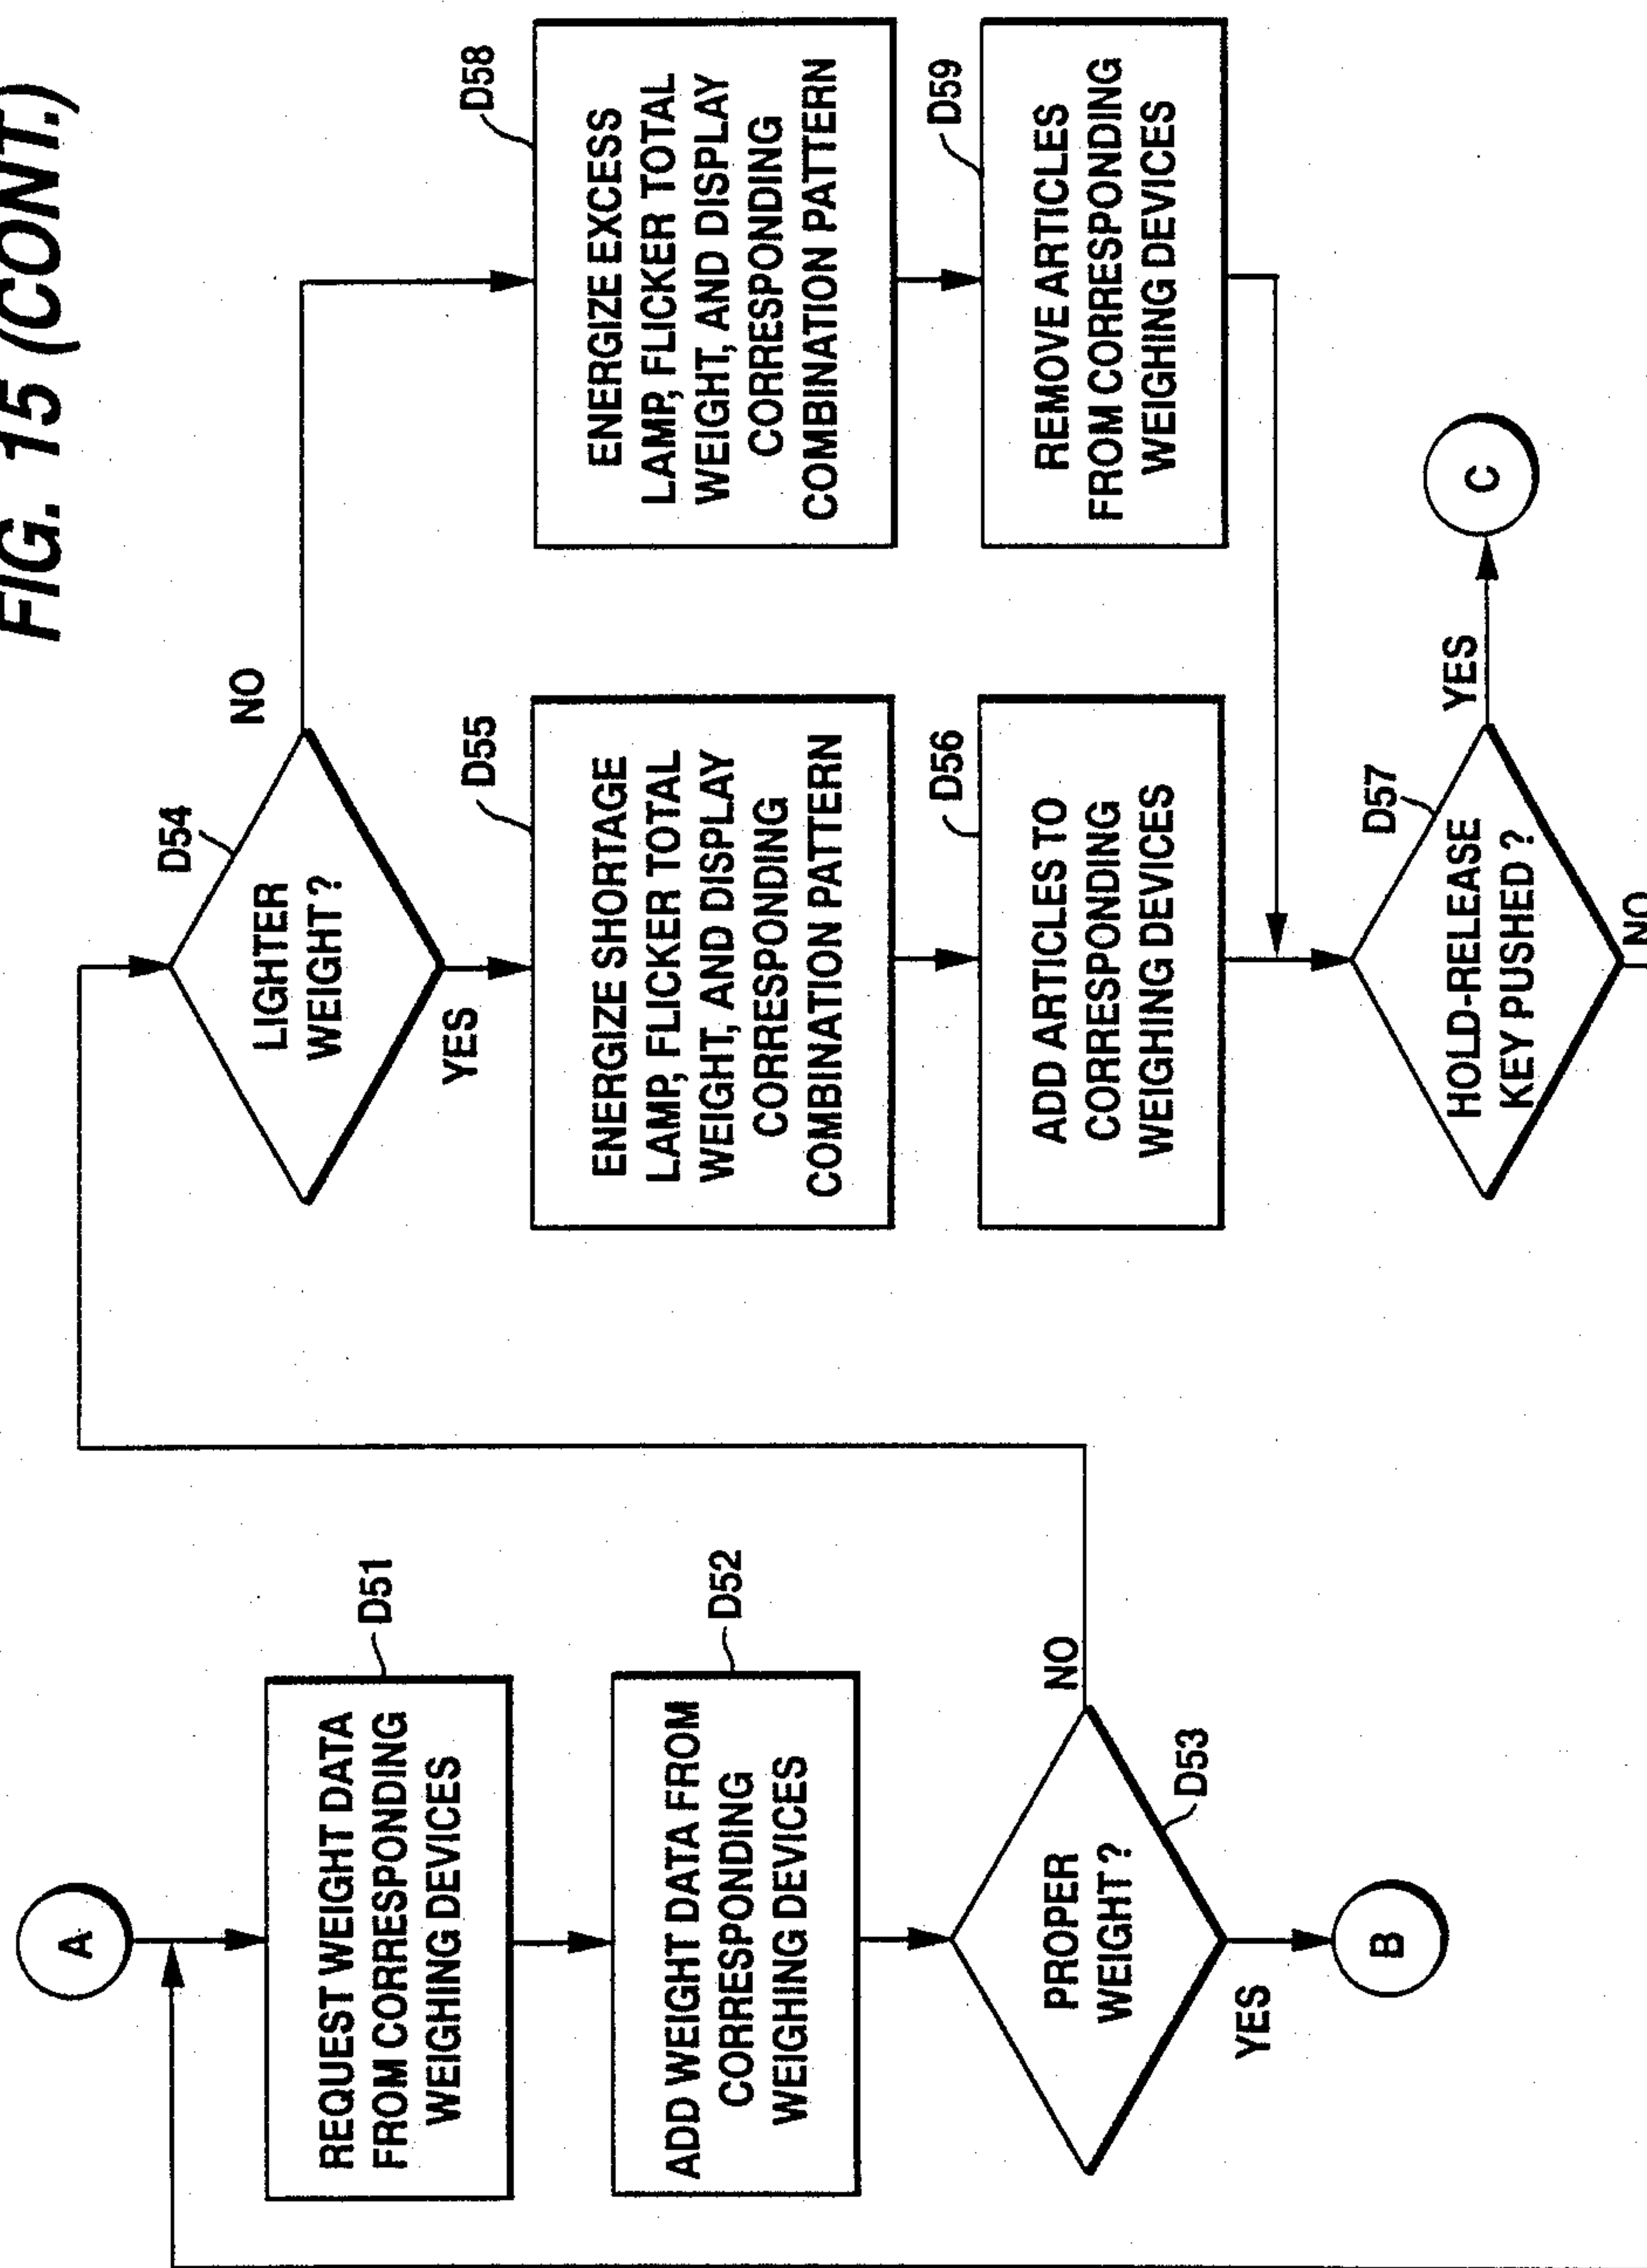 FIG. 15 (CONT.)
A
REQUEST WEIGHT DATA
FROM CORRESPONDING
WEIGHING DEVICES
D51
ADD WEIGHT DATA FROM
CORRESPONDING
WEIGHING DEVICES
D52
PROPER
WEIGHT?
D53
NO
YES
B
LIGHTER
WEIGHT?
D54
NO
YES
ENERGIZE SHORTAGE
LAMP, FLICKER TOTAL
WEIGHT, AND DISPLAY
CORRESPONDING
COMBINATION PATTERN
D55
ADD ARTICLES TO
CORRESPONDING
WEIGHING DEVICES
D56
HOLD-RELEASE
KEY PUSHED ?
D57
YES
C
NO
ENERGIZE EXCESS
LAMP, FLICKER TOTAL
WEIGHT, AND DISPLAY
CORRESPONDING
COMBINATION PATTERN
D58
REMOVE ARTICLES
FROM CORRESPONDING
WEIGHING DEVICES
D59